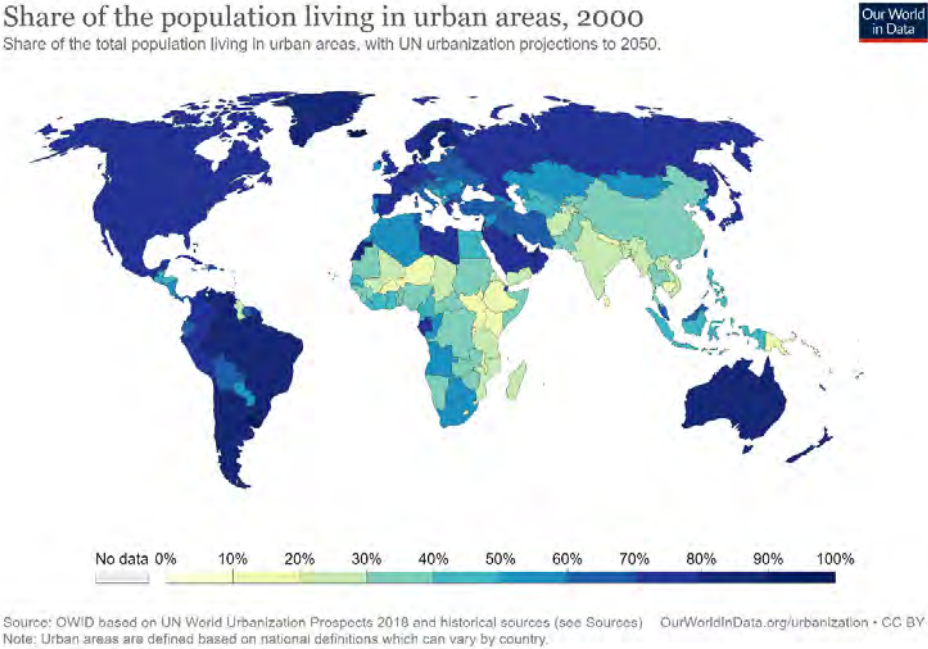 Share of the population living in urban areas, 2000
Share of the total population living in urban areas, with UN urbanization projections to 2050.
Our World
in Data
No data 0% 10% 20% 30% 40% 50% 60% 70% 80% 90% 100%
Source: OWID based on UN World Urbanization Prospects 2018 and historical sources (see Sources) OurWorldInData.org/urbanization • CC BY
Note: Urban areas are defined based on national definitions which can vary by country.